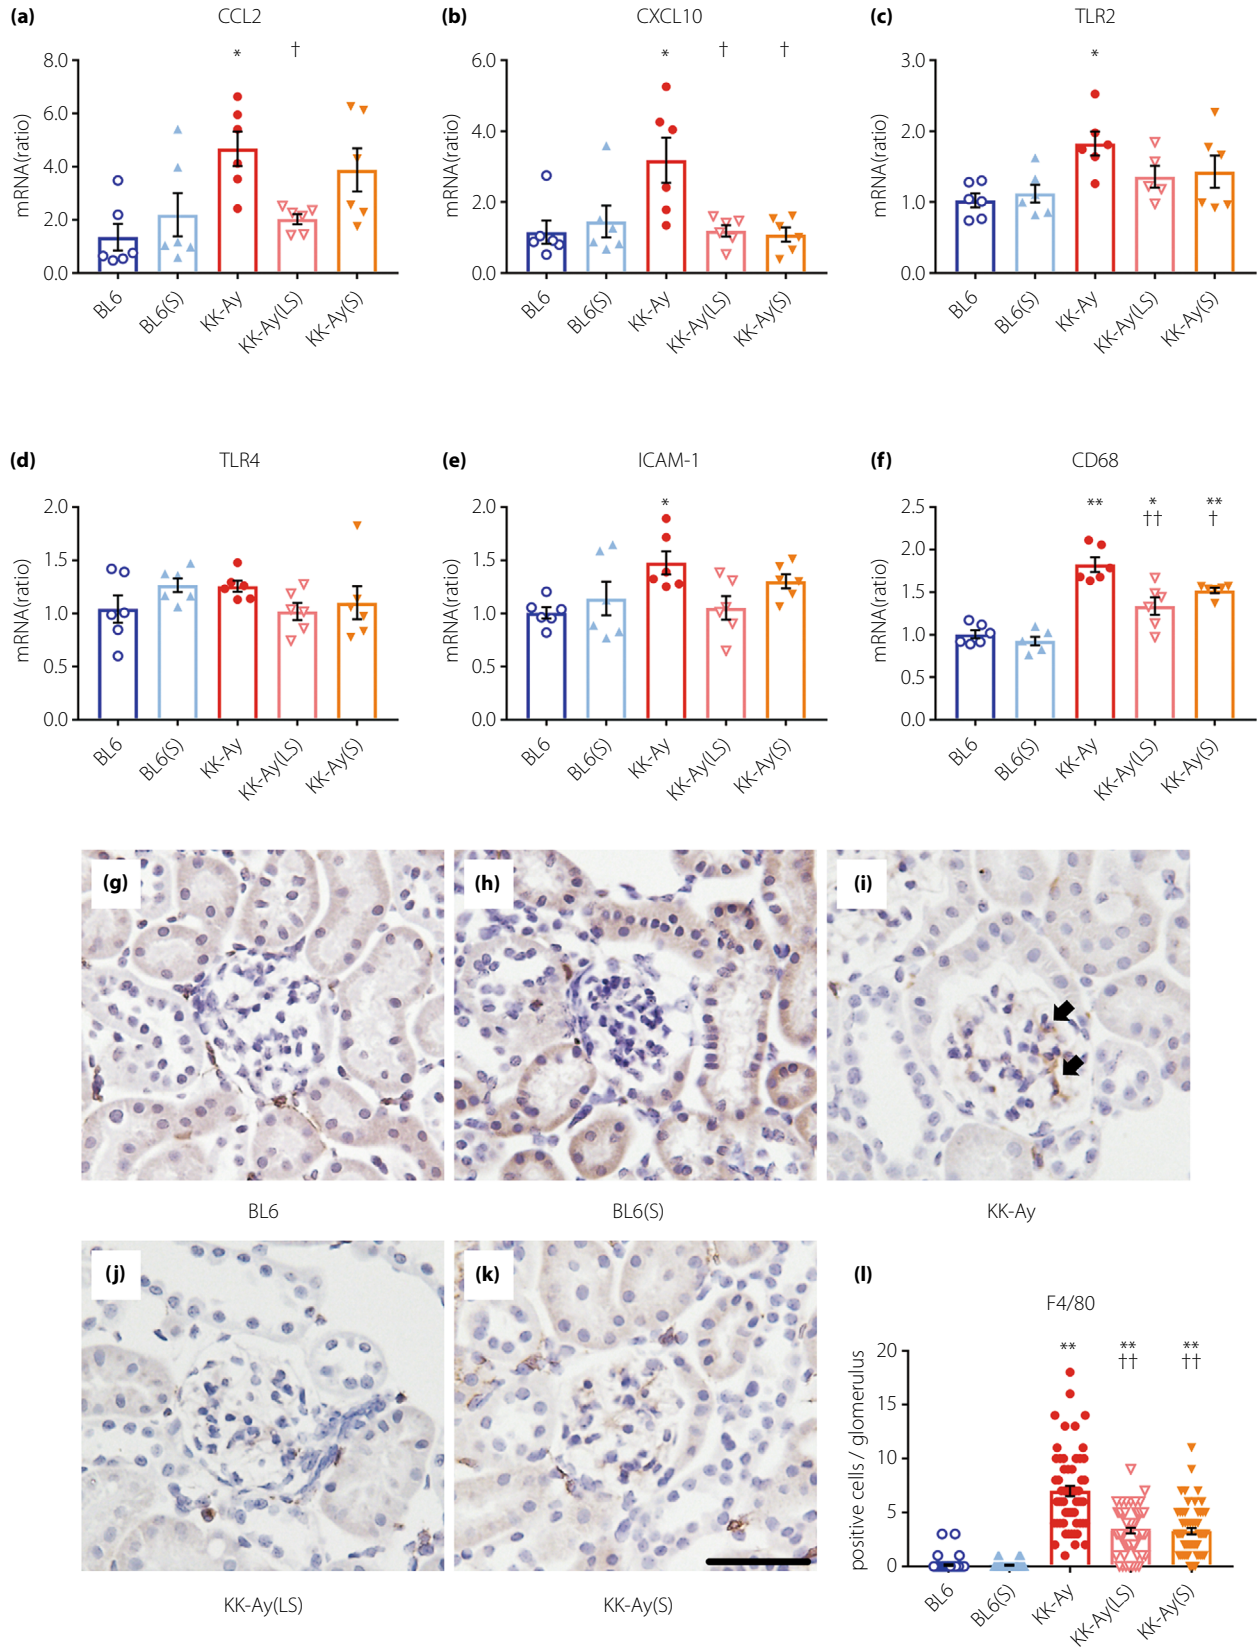 (a) CCL2
8.0
6.0
4.0
2.0
0.0
mRNA(ratio)
* †
BL6 BL6(S) KK-Ay KK-Ay(LS) KK-Ay(S)
(b) CXCL10
6.0
4.0
2.0
0.0
mRNA(ratio)
* † †
BL6 BL6(S) KK-Ay KK-Ay(LS) KK-Ay(S)
(c) TLR2
3.0
2.0
1.0
0.0
mRNA(ratio)
*
BL6 BL6(S) KK-Ay KK-Ay(LS) KK-Ay(S)
(d) TLR4
2.0
1.5
1.0
0.5
0.0
mRNA(ratio)
BL6 BL6(S) KK-Ay KK-Ay(LS) KK-Ay(S)
(e) ICAM-1
2.0
1.5
1.0
0.5
0.0
mRNA(ratio)
*
BL6 BL6(S) KK-Ay KK-Ay(LS) KK-Ay(S)
(f) CD68
2.5
2.0
1.5
1.0
0.5
0.0
mRNA(ratio)
** * **
†† †
BL6 BL6(S) KK-Ay KK-Ay(LS) KK-Ay(S)
(g) (h) (i)
BL6 BL6(S) KK-Ay
(j) (k)
KK-Ay(LS) KK-Ay(S)
(l) F4/80
20
15
10
5
0
positive cells / glomerulus
** ** **
†† ††
BL6 BL6(S) KK-Ay KK-Ay(LS) KK-Ay(S)